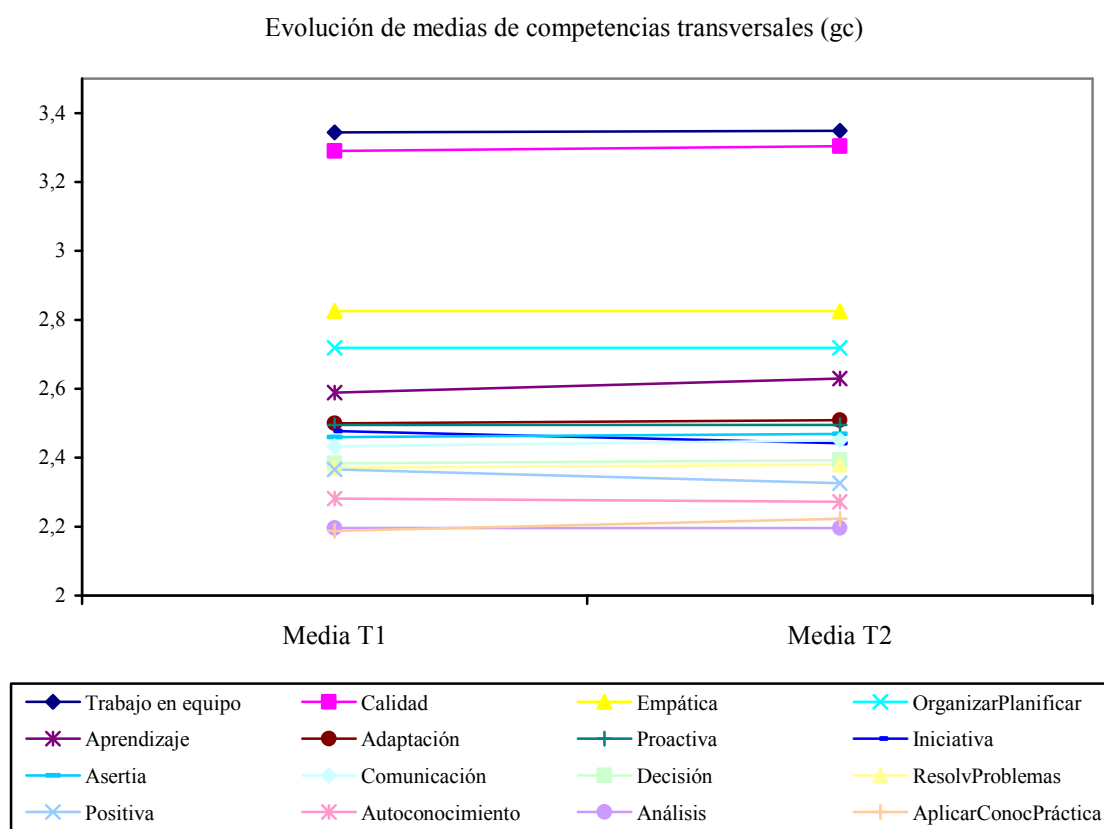 Evolución de medias de competencias transversales (gc)
3,4
3,2
3
2,8
2,6
2,4
2,2
2
Media T1 Media T2
Trabajo en equipo Calidad Empática OrganizarPlanificar
Aprendizaje Adaptación Proactiva Iniciativa
Asertia Comunicación Decisión ResolvProblemas
Positiva Autoconocimiento Análisis AplicarConocPráctica